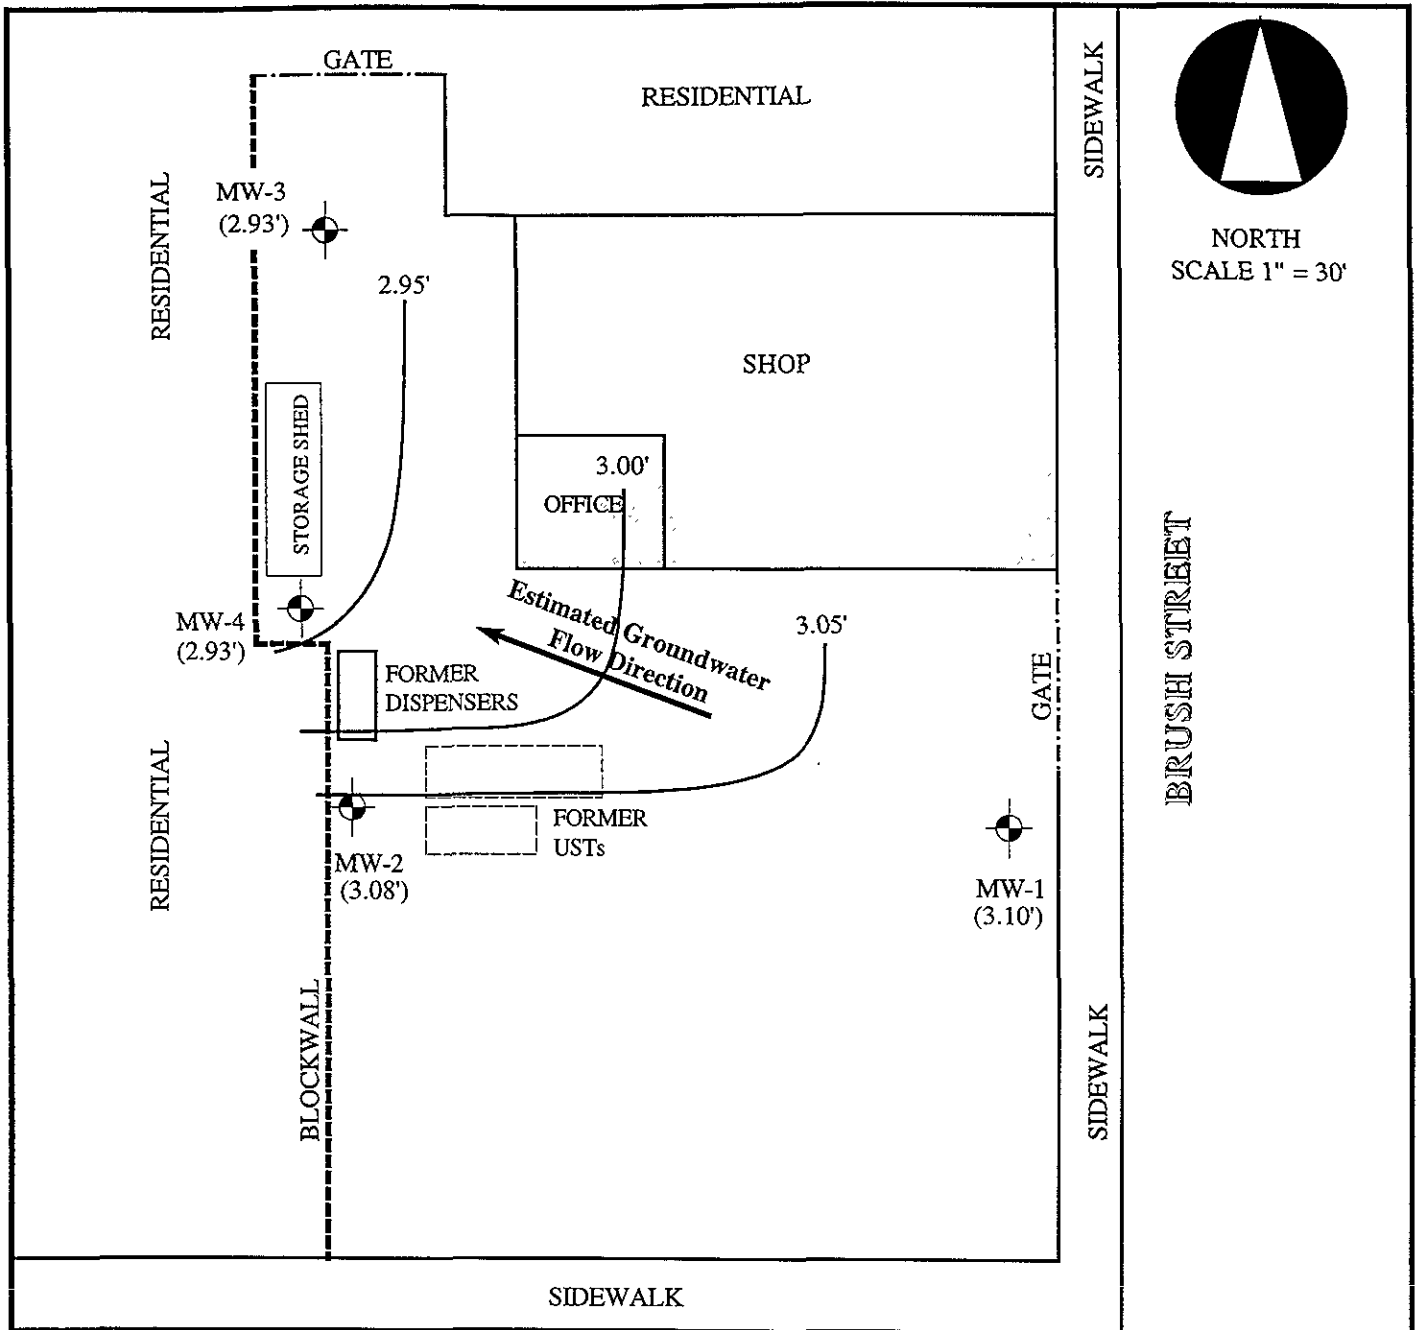 GATE
RESIDENTIAL
SIDEWALK
NORTH
SCALE 1" = 30'
RESIDENTIAL
MW-3
(2.93')
2.95'
SHOP
STORAGE SHED
3.00'
OFFICE
MW-4
(2.93')
Estimated Groundwater
Flow Direction
3.05'
FORMER
DISPENSERS
GATE
BRUSH STREET
RESIDENTIAL
FORMER
USTs
MW-2
(3.08')
MW-1
(3.10')
BLOCKWALL
SIDEWALK
SIDEWALK